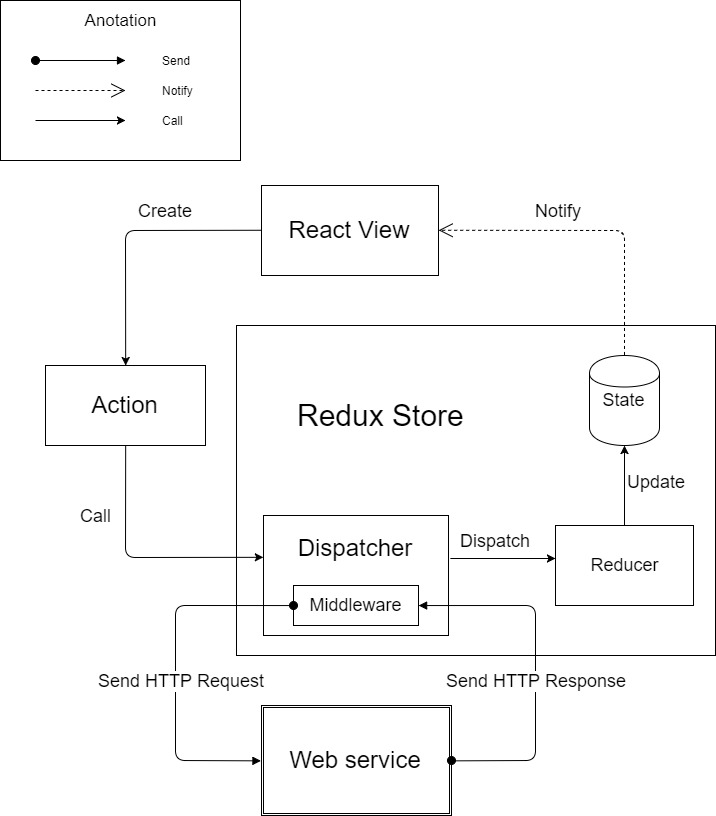 Anotation
Send
Notify
Call
Create
React View
Notify
Action
Redux Store
State
Update
Call
Dispatcher
Dispatch
Reducer
Middleware
Send HTTP Request
Send HTTP Response
Web service